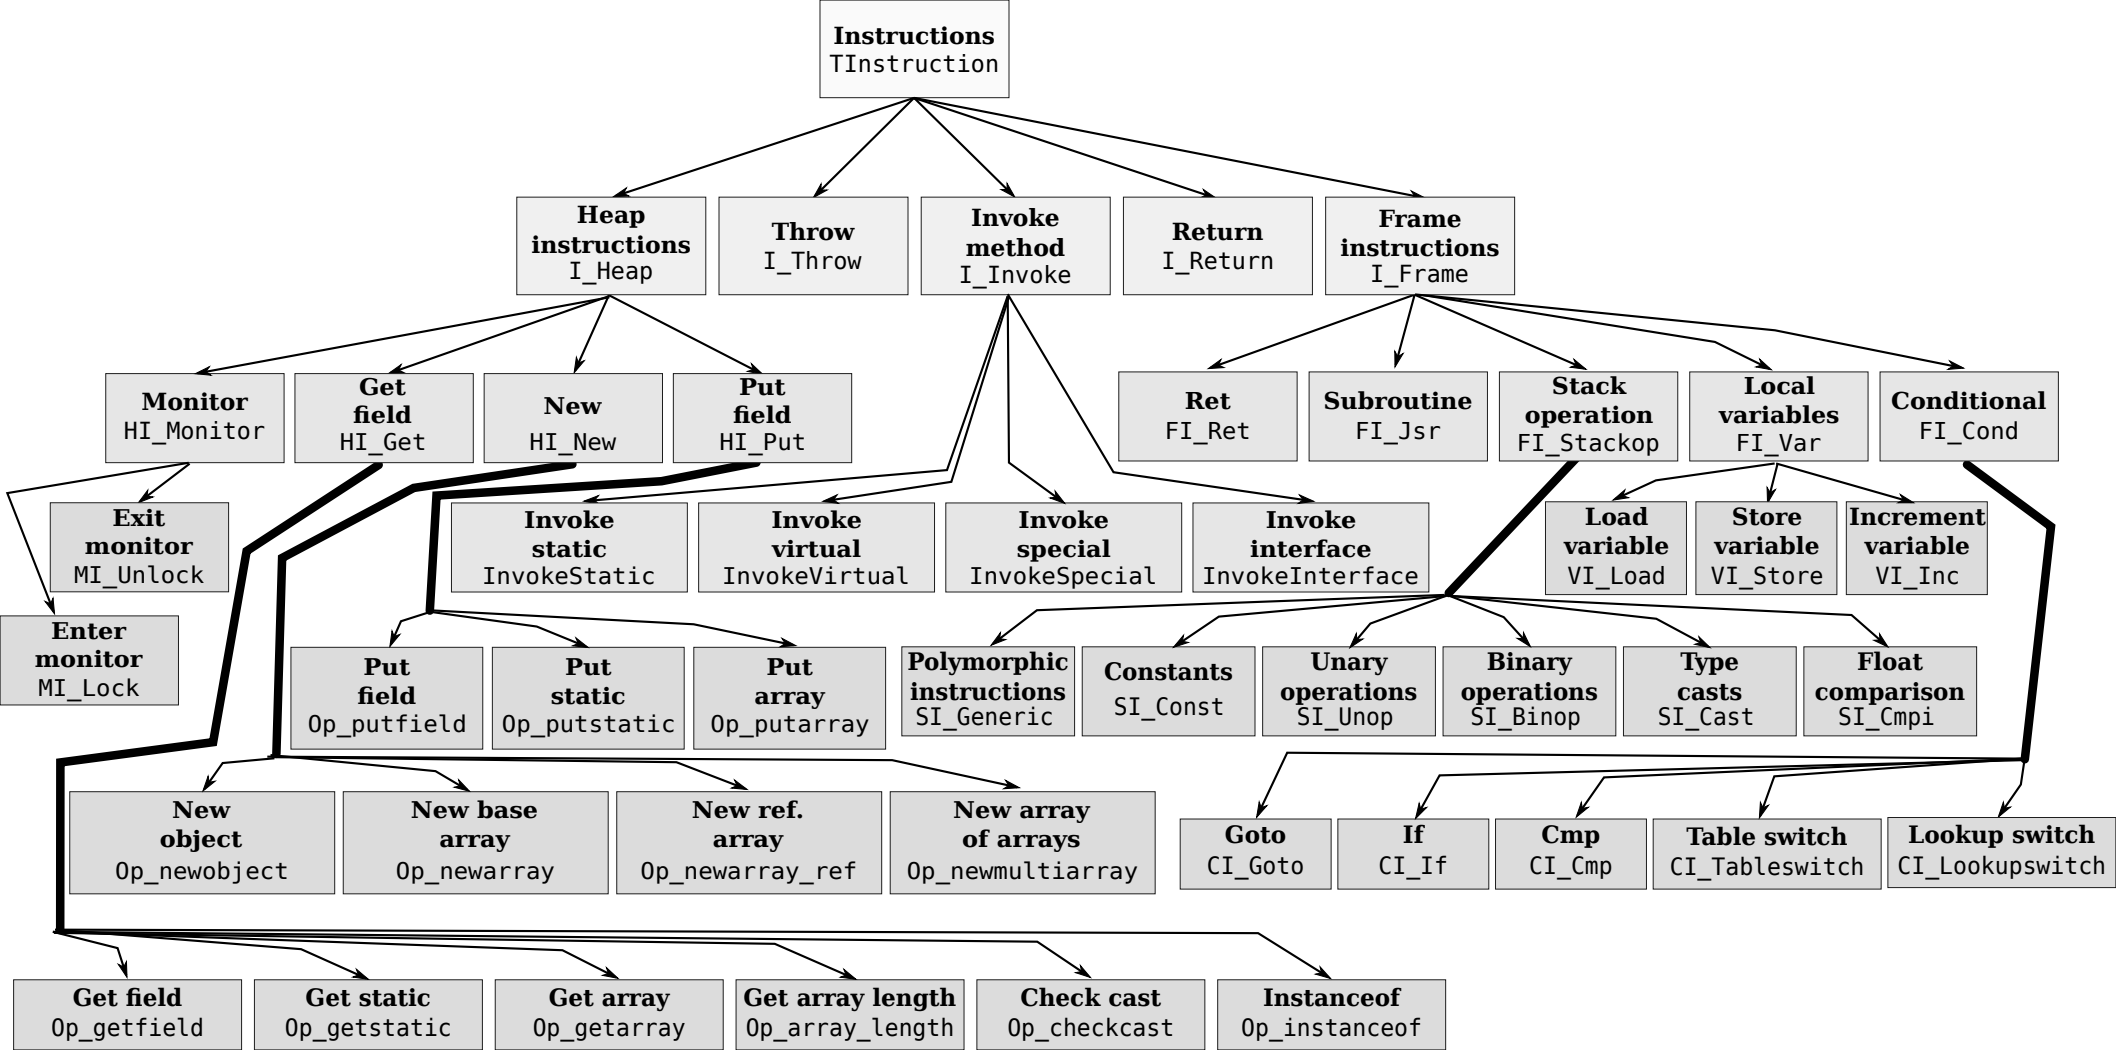 Instructions
TInstruction
Heap
instructions
I_Heap
Throw
I_Throw
Invoke
method
I_Invoke
Return
I_Return
Frame
instructions
I_Frame
Monitor
HI_Monitor
Get
field
HI_Get
New
HI_New
Put
field
HI_Put
Ret
FI_Ret
Subroutine
FI_Jsr
Stack
operation
FI_Stackop
Local
variables
FI_Var
Conditional
FI_Cond
Exit
monitor
MI_Unlock
Invoke
static
InvokeStatic
Invoke
virtual
InvokeVirtual
Invoke
special
InvokeSpecial
Invoke
interface
InvokeInterface
Load
variable
VI_Load
Store
variable
VI_Store
Increment
variable
VI_Inc
Enter
monitor
MI_Lock
Put
field
Op_putfield
Put
static
Op_putstatic
Put
array
Op_putarray
Polymorphic
instructions
SI_Generic
Constants
SI_Const
Unary
operations
SI_Unop
Binary
operations
SI_Binop
Type
casts
SI_Cast
Float
comparison
SI_Cmpi
New
object
Op_newobject
New base
array
Op_newarray
New ref.
array
Op_newarray_ref
New array
of arrays
Op_newmultiarray
Goto
CI_Goto
If
CI_If
Cmp
CI_Cmp
Table switch
CI_Tableswitch
Lookup switch
CI_Lookupswitch
Get field
Op_getfield
Get static
Op_getstatic
Get array
Op_getarray
Get array length
Op_array_length
Check cast
Op_checkcast
Instanceof
Op_instanceof